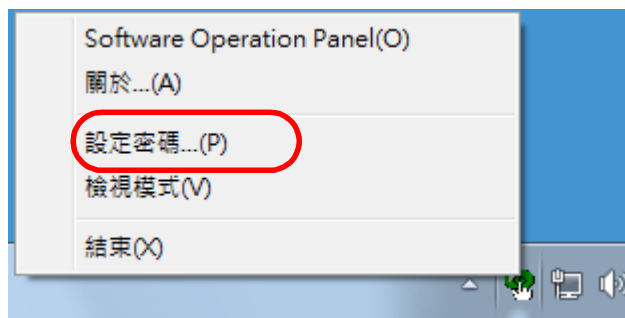 Software Operation Panel(O)
關於...(A)
設定密碼...(P)
檢視模式(V)
結束(X)